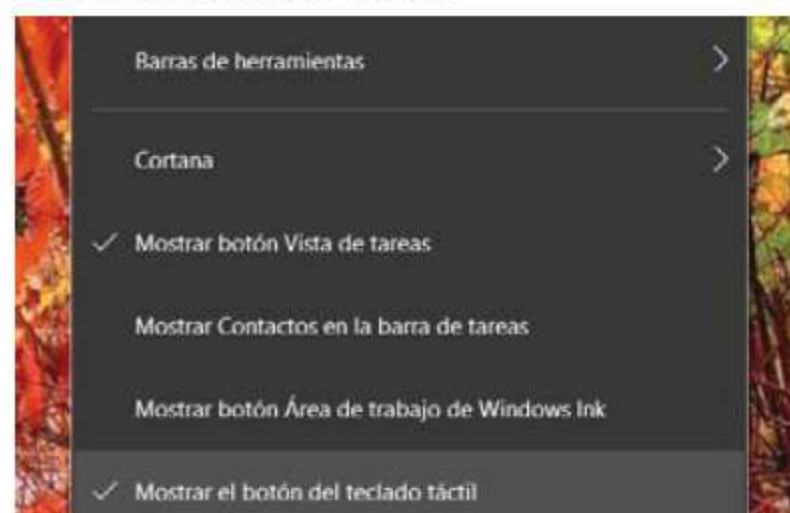 Barras de herramientas
Cortana
Mostrar botón Vista de tareas
Mostrar Contactos en la barra de tareas
Mostrar botón Área de trabajo de Windows Ink
Mostrar el botón del teclado táctil